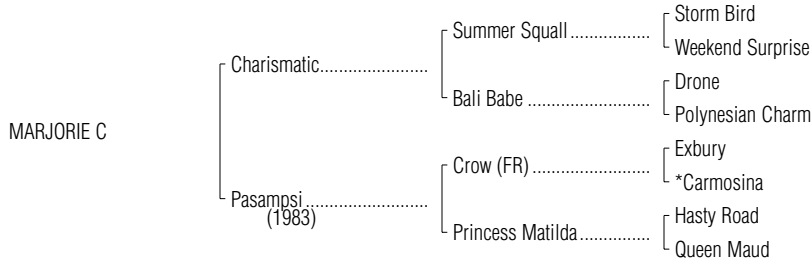 Storm Bird
Summer Squall.................
Weekend Surprise
Charismatic.......................
Drone
Bali Babe ..........................
Polynesian Charm
MARJORIE C
Exbury
Crow (FR) .........................
*Carmosina
Pasampsi..........................
(1983)
Hasty Road
Princess Matilda...............
Queen Maud